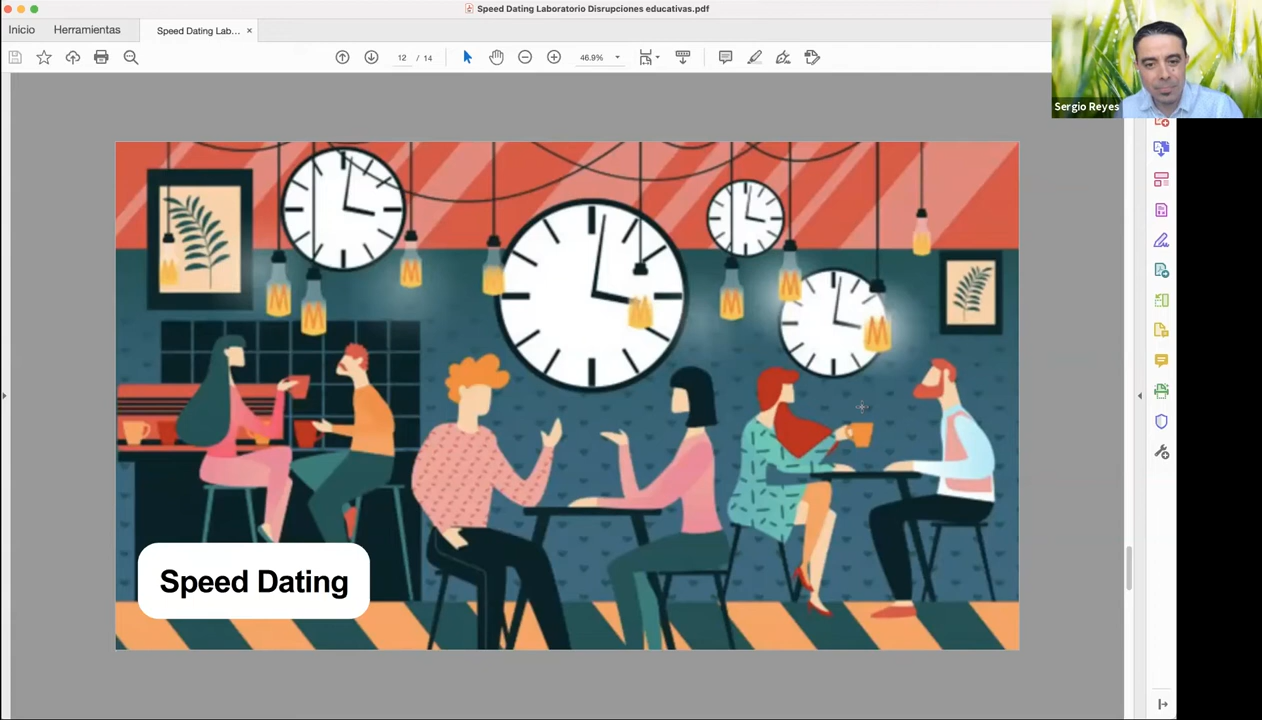 Speed Dating Laboratorio Disrupciones educativas.pdf
Inicio
Herramientas
Speed Dating Lab...
12 / 14
46.9%
Sergio Reyes
Speed Dating